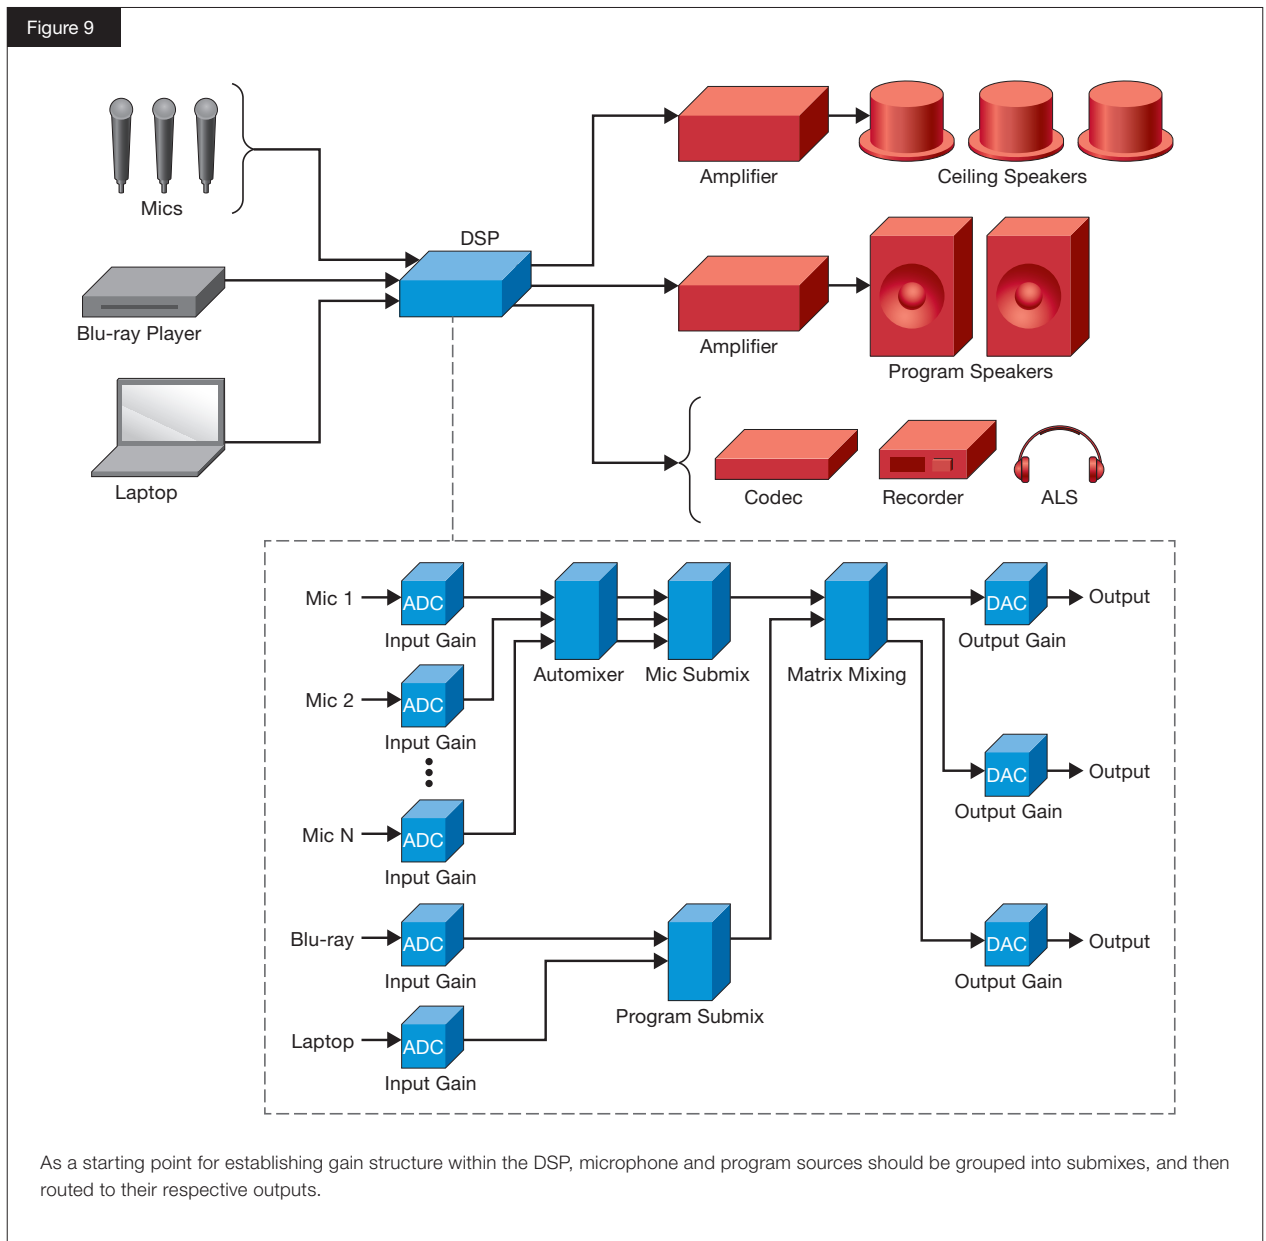 Figure 9
Mics
DSP
Amplifier
Ceiling Speakers
Blu-ray Player
Amplifier
Program Speakers
Laptop
Codec
Recorder
ALS
Mic 1
ADC
Input Gain
Automixer
Mic Submix
Matrix Mixing
DAC
Output Gain
Output
Mic 2
ADC
Input Gain
DAC
Output Gain
Output
Mic N
ADC
Input Gain
Blu-ray
ADC
Input Gain
Program Submix
DAC
Output Gain
Output
Laptop
ADC
Input Gain
As a starting point for establishing gain structure within the DSP, microphone and program sources should be grouped into submixes, and then
routed to their respective outputs.